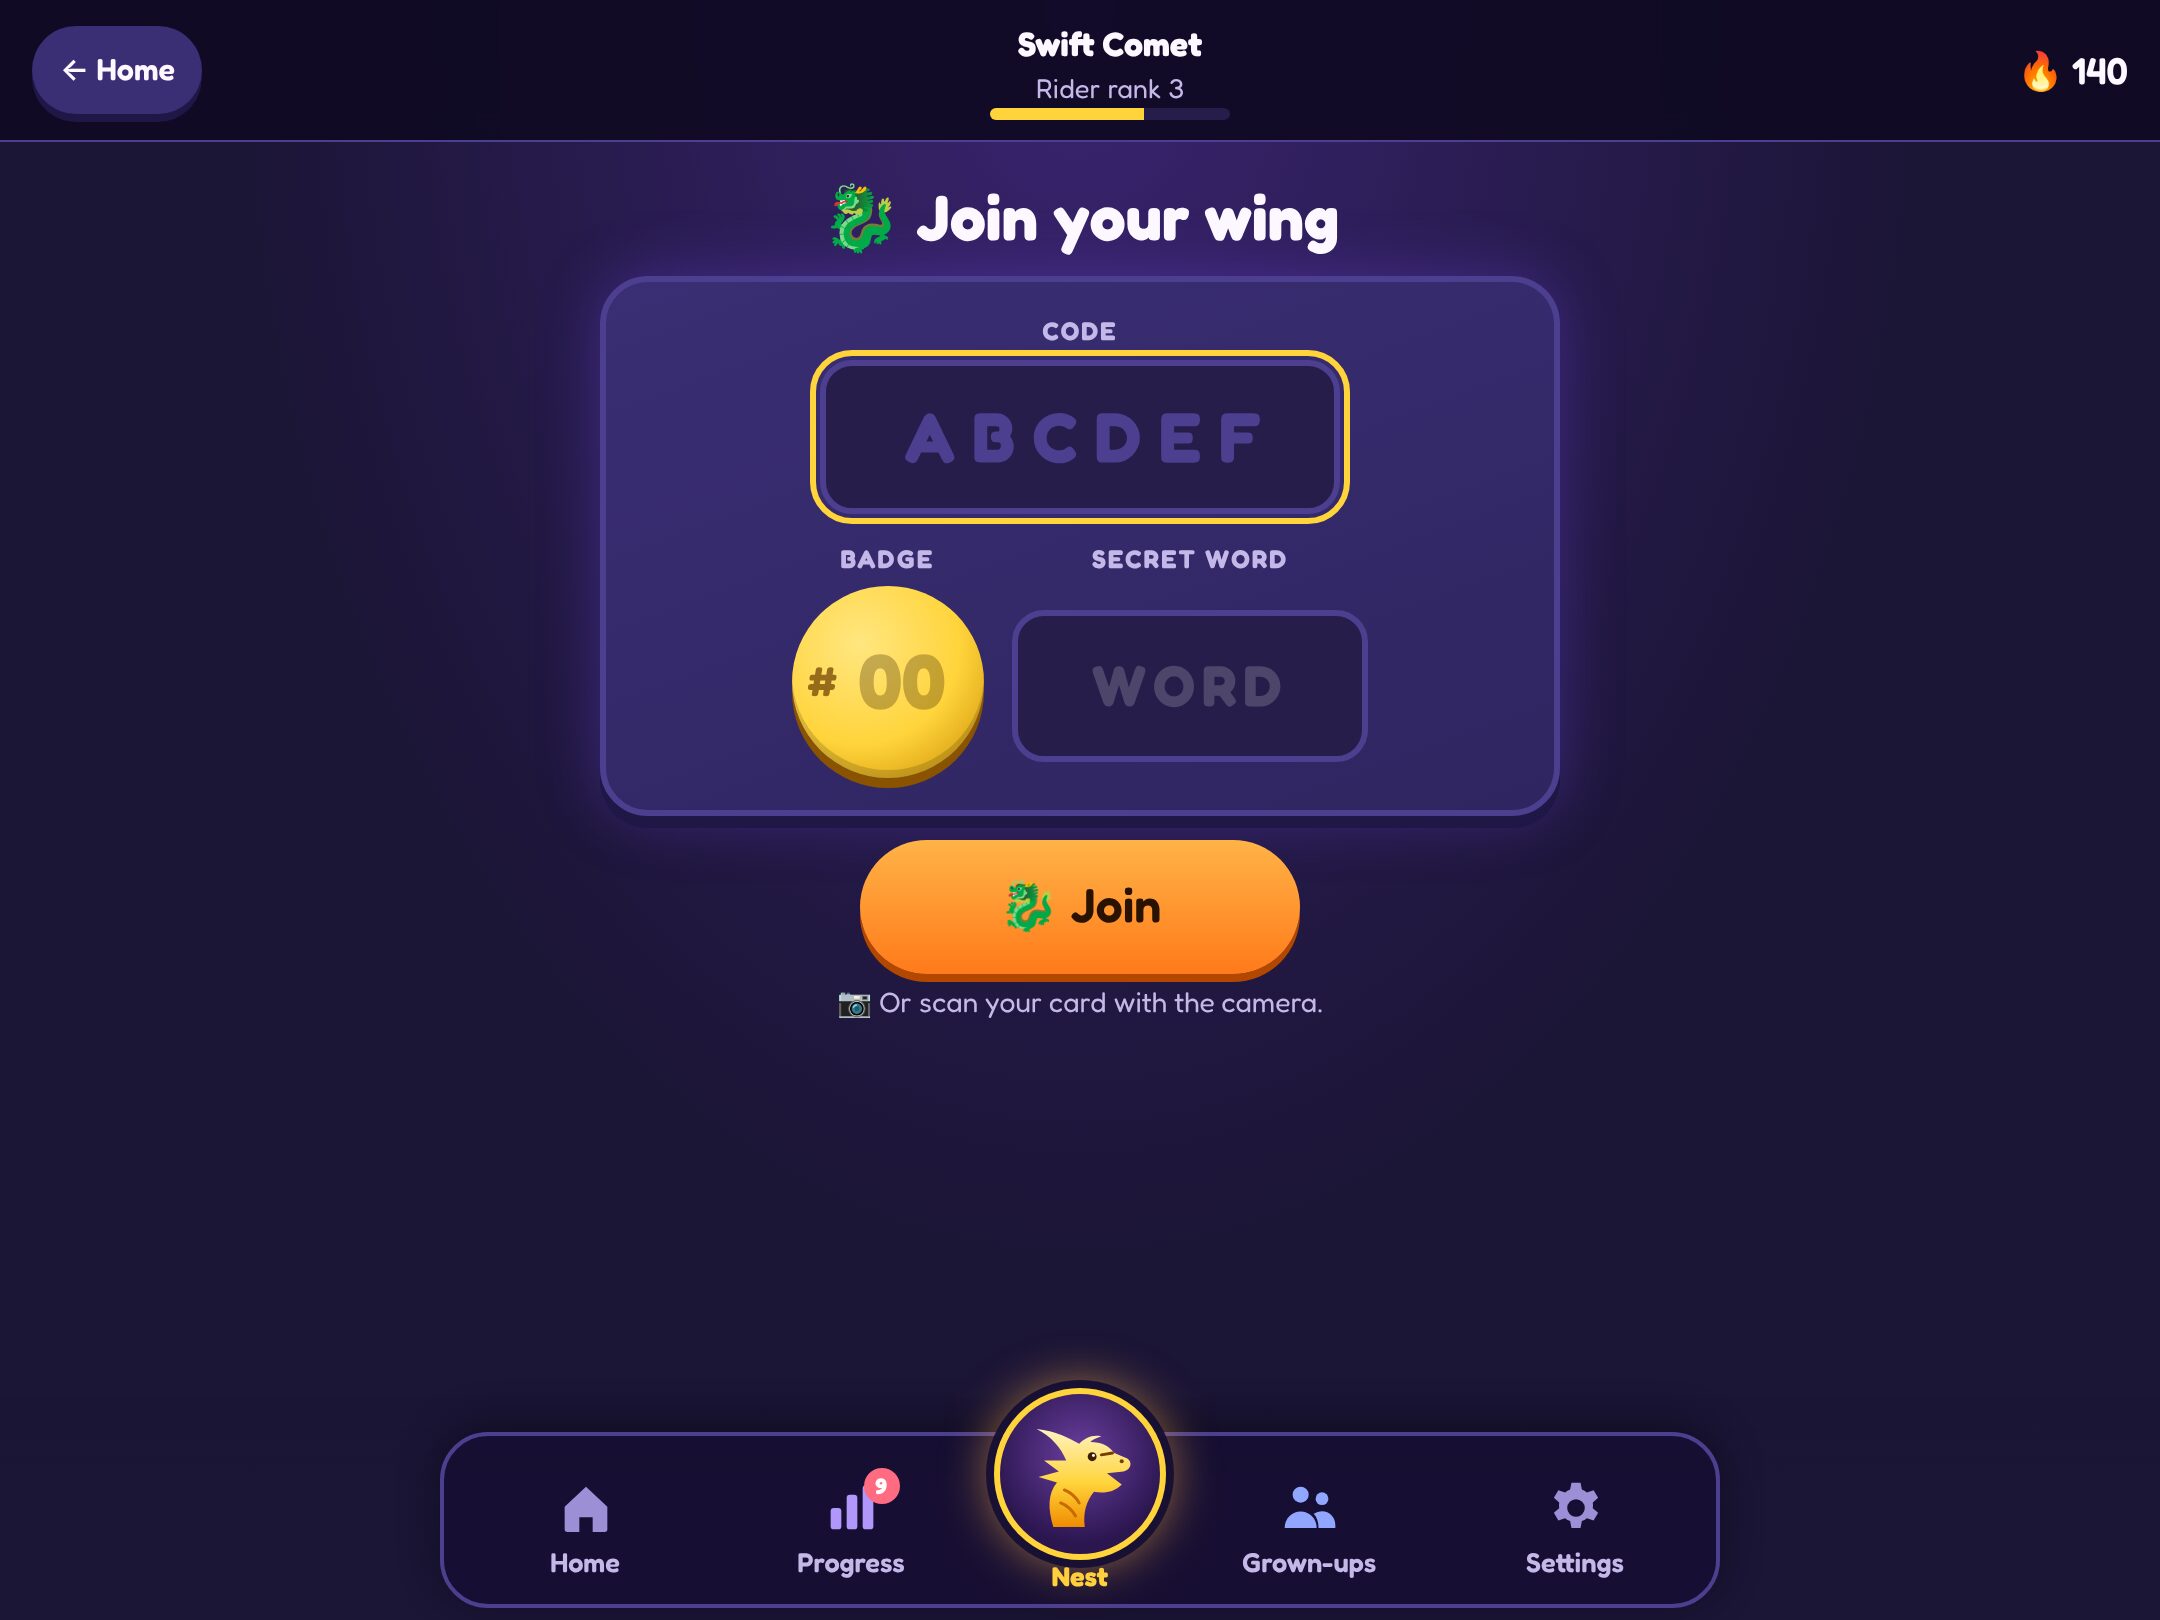 ← Home
Swift Comet
Rider rank 3
140
Join your wing
CODE
ABCDEF
BADGE
SECRET WORD
# 00
WORD
Join
Or scan your card with the camera.
9
Home
Progress
Nest
Grown-ups
Settings